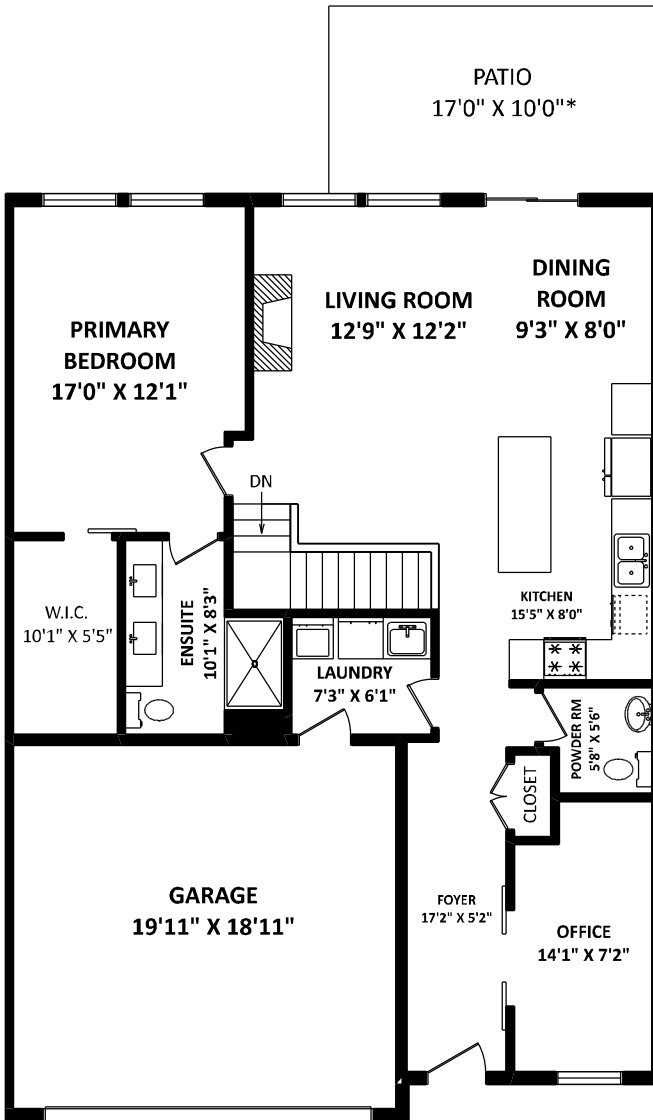 PATIO
17'0" X 10'0"*
DINING
ROOM
9'3" X 8'0"
LIVING ROOM
12'9" X 12'2"
PRIMARY
BEDROOM
17'0" X 12'1"
DN
KITCHEN
15'5" X 8'0"
W.I.C.
10'1" X 5'5"
ENSUITE
10'1" X 8'3"
LAUNDRY
7'3" X 6'1"
POWDER RM
5'8" X 5'6"
CLOSET
GARAGE
19'11" X 18'11"
FOYER
17'2" X 5'2"
OFFICE
14'1" X 7'2"